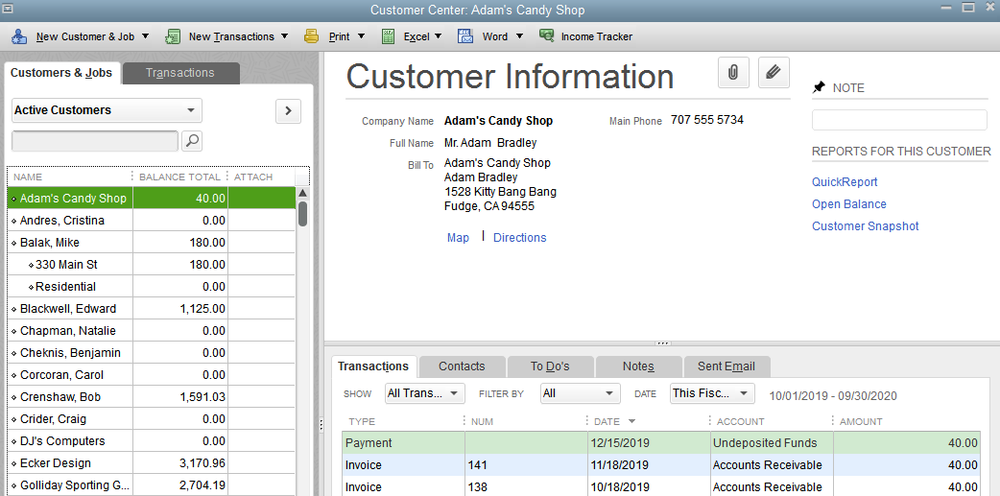 Customer Center: Adam's Candy Shop
New Customer & Job New Transactions Print Excel Word Income Tracker
Customers & Jobs Transactions
Active Customers
NAME BALANCE TOTAL ATTACH
Adam's Candy Shop 40.00
Andres, Cristina 0.00
Balak, Mike 180.00
330 Main St 180.00
Residential 0.00
Blackwell, Edward 1,125.00
Chapman, Natalie 0.00
Cheknis, Benjamin 0.00
Corcoran, Carol 0.00
Crenshaw, Bob 1,591.03
Crider, Craig 0.00
DJ's Computers 0.00
Ecker Design 3,170.96
Golliday Sporting G... 2,704.19
Customer Information
Company Name Adam's Candy Shop Main Phone 707 555 5734
Full Name Mr. Adam Bradley
Bill To Adam's Candy Shop
Adam Bradley
1528 Kitty Bang Bang
Fudge, CA 94555
Map Directions
NOTE
REPORTS FOR THIS CUSTOMER
QuickReport
Open Balance
Customer Snapshot
Transactions Contacts To Do's Notes Sent Email
SHOW All Trans... FILTER BY All DATE This Fisc... 10/01/2019 - 09/30/2020
TYPE NUM DATE ACCOUNT AMOUNT
Payment 12/15/2019 Undeposited Funds 40.00
Invoice 141 11/18/2019 Accounts Receivable 40.00
Invoice 138 10/18/2019 Accounts Receivable 40.00